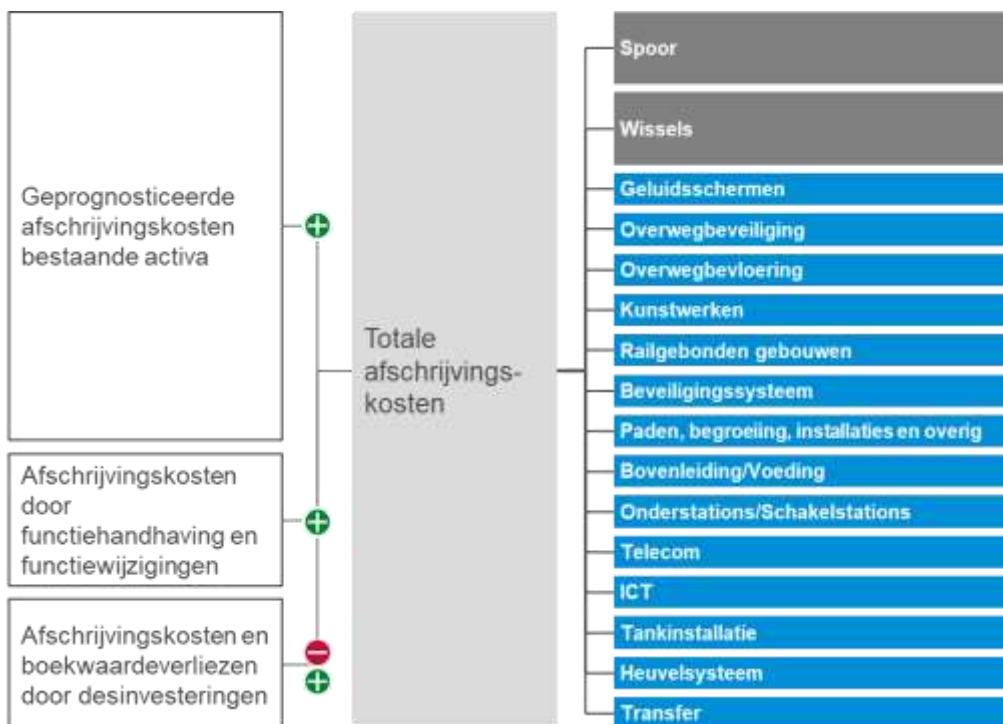 Geprognosticeerde
afschrijvingskosten
bestaande activa
Afschrijvingskosten
door
functiehandhaving en
functiewijzigingen
Afschrijvingskosten en
boekwaardeverliezen
door desinvesteringen
Totale
afschrijvings-
kosten
Spoor
Wissels
Geluidsschermen
Overwegbeveiliging
Overwegbevloering
Kunstwerken
Railgebonden gebouwen
Beveiligingssysteem
Paden, begroeiing, installaties en overig
Bovenleiding/Voeding
Onderstations/Schakelstations
Telecom
ICT
Tankinstallatie
Heuvelsysteem
Transfer